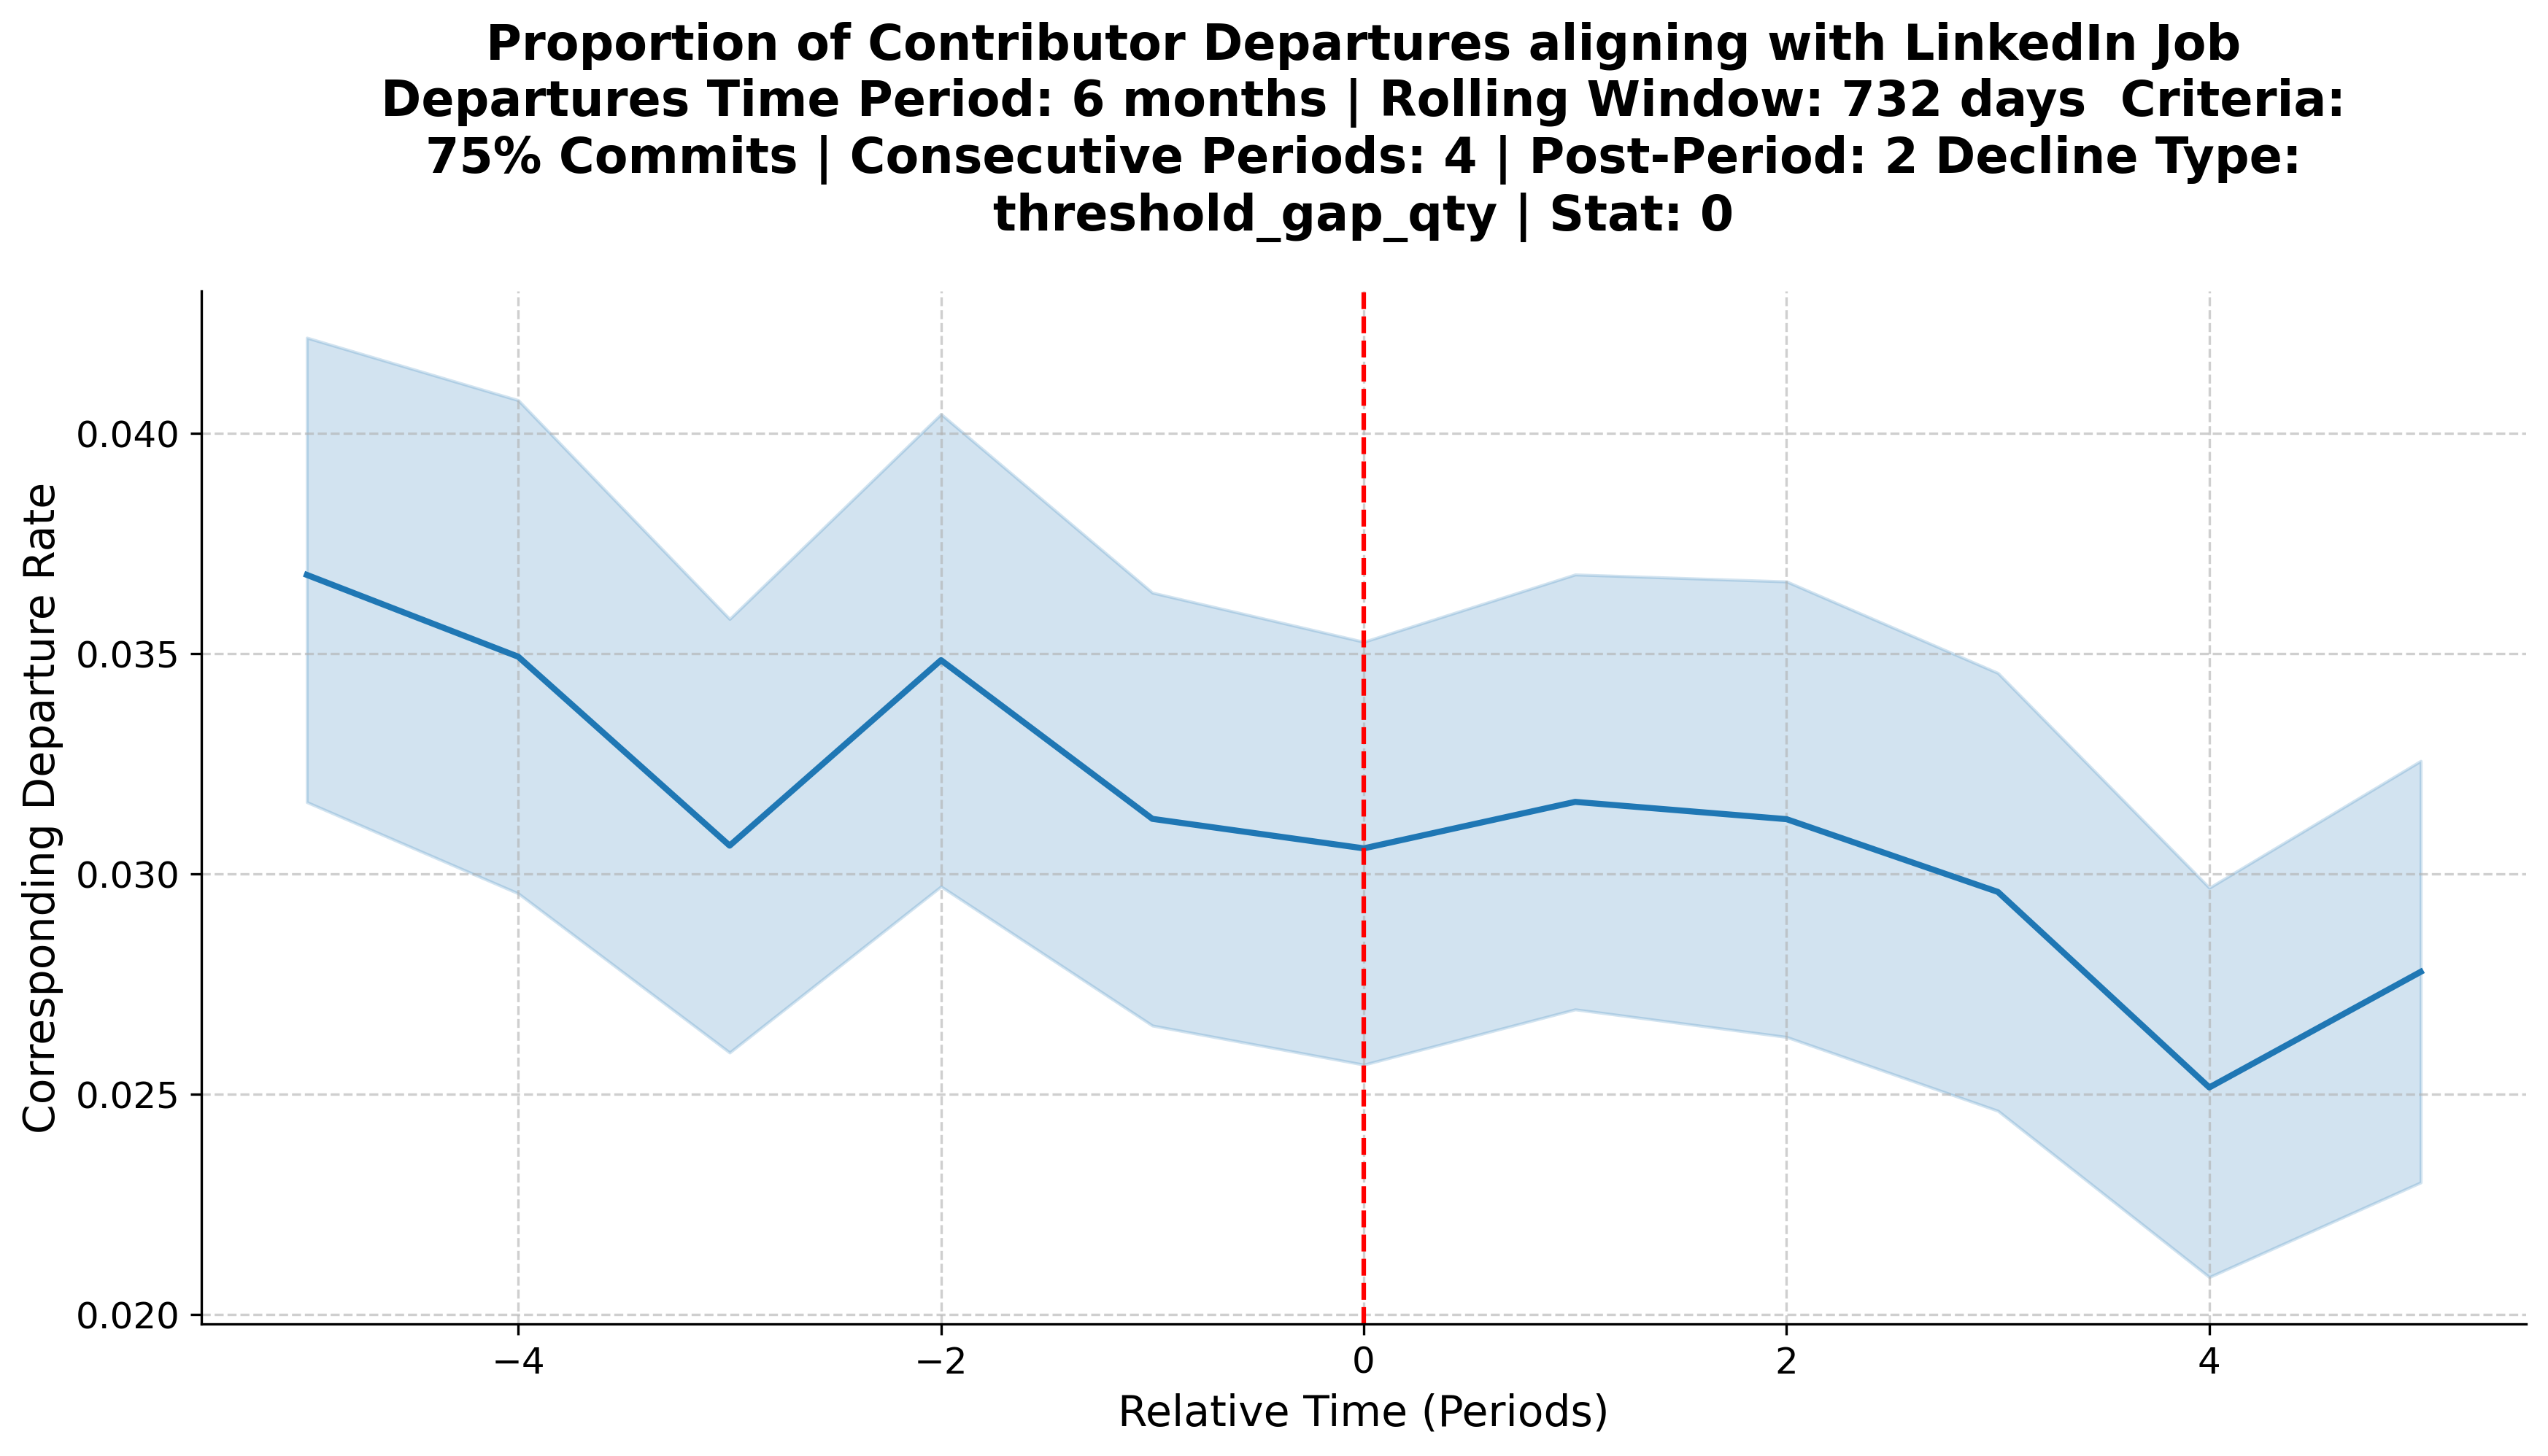 Proportion of Contributor Departures aligning with LinkedIn Job
Departures Time Period: 6 months | Rolling Window: 732 days  Criteria:
75% Commits | Consecutive Periods: 4 | Post-Period: 2 Decline Type:
threshold_gap_qty | Stat: 0
Corresponding Departure Rate
0.040
0.035
0.030
0.025
0.020
−4
−2
0
2
4
Relative Time (Periods)